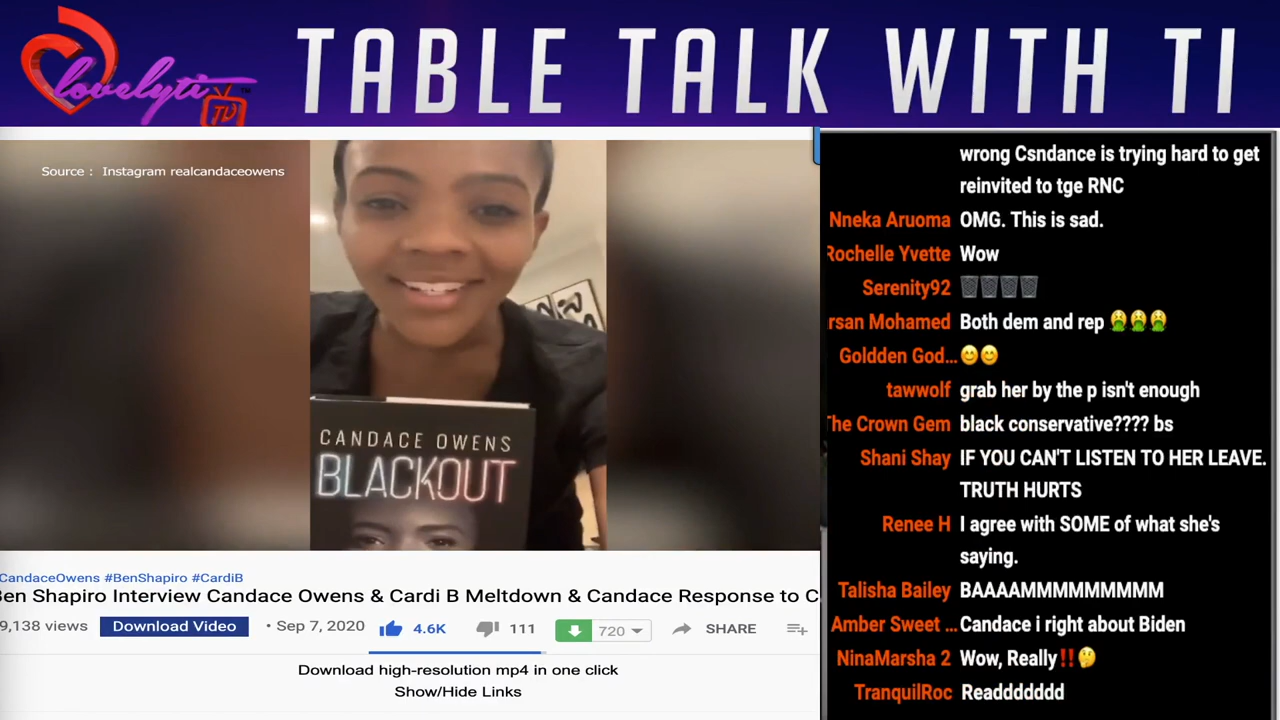 lovelyti TV™
TABLE TALK WITH TI
Source : Instagram realcandaceowens
CANDACE OWENS
BLACKOUT
CandaceOwens #BenShapiro #CardiB
Ben Shapiro Interview Candace Owens & Cardi B Meltdown & Candace Response to C
9,138 views Download Video • Sep 7, 2020 4.6K 111 720 SHARE
Download high-resolution mp4 in one click
Show/Hide Links
wrong Csndance is trying hard to get
reinvited to tge RNC
Nneka Aruoma OMG. This is sad.
Rochelle Yvette Wow
Serenity92 🗑🗑🗑🗑
rsan Mohamed Both dem and rep 🤮🤮🤮
Goldden God... 😊😊
tawwolf grab her by the p isn't enough
The Crown Gem black conservative???? bs
Shani Shay IF YOU CAN'T LISTEN TO HER LEAVE.
TRUTH HURTS
Renee H I agree with SOME of what she's
saying.
Talisha Bailey BAAAAMMMMMMMMM
Amber Sweet ... Candace i right about Biden
NinaMarsha 2 Wow, Really‼️🤔
TranquilRoc Readdddddd